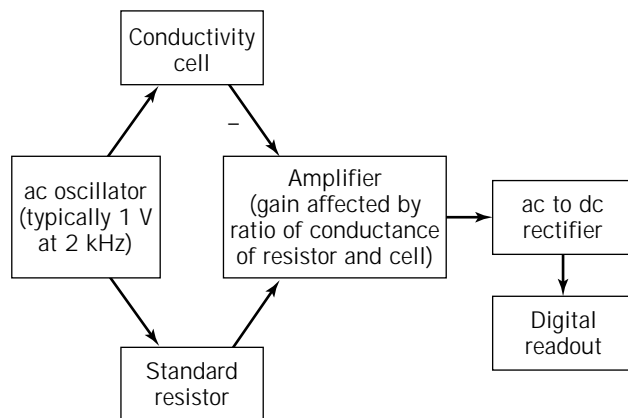 Conductivity
cell
–
ac oscillator
(typically 1 V
at 2 kHz)
Amplifier
(gain affected by
ratio of conductance
of resistor and cell)
ac to dc
rectifier
Standard
resistor
Digital
readout